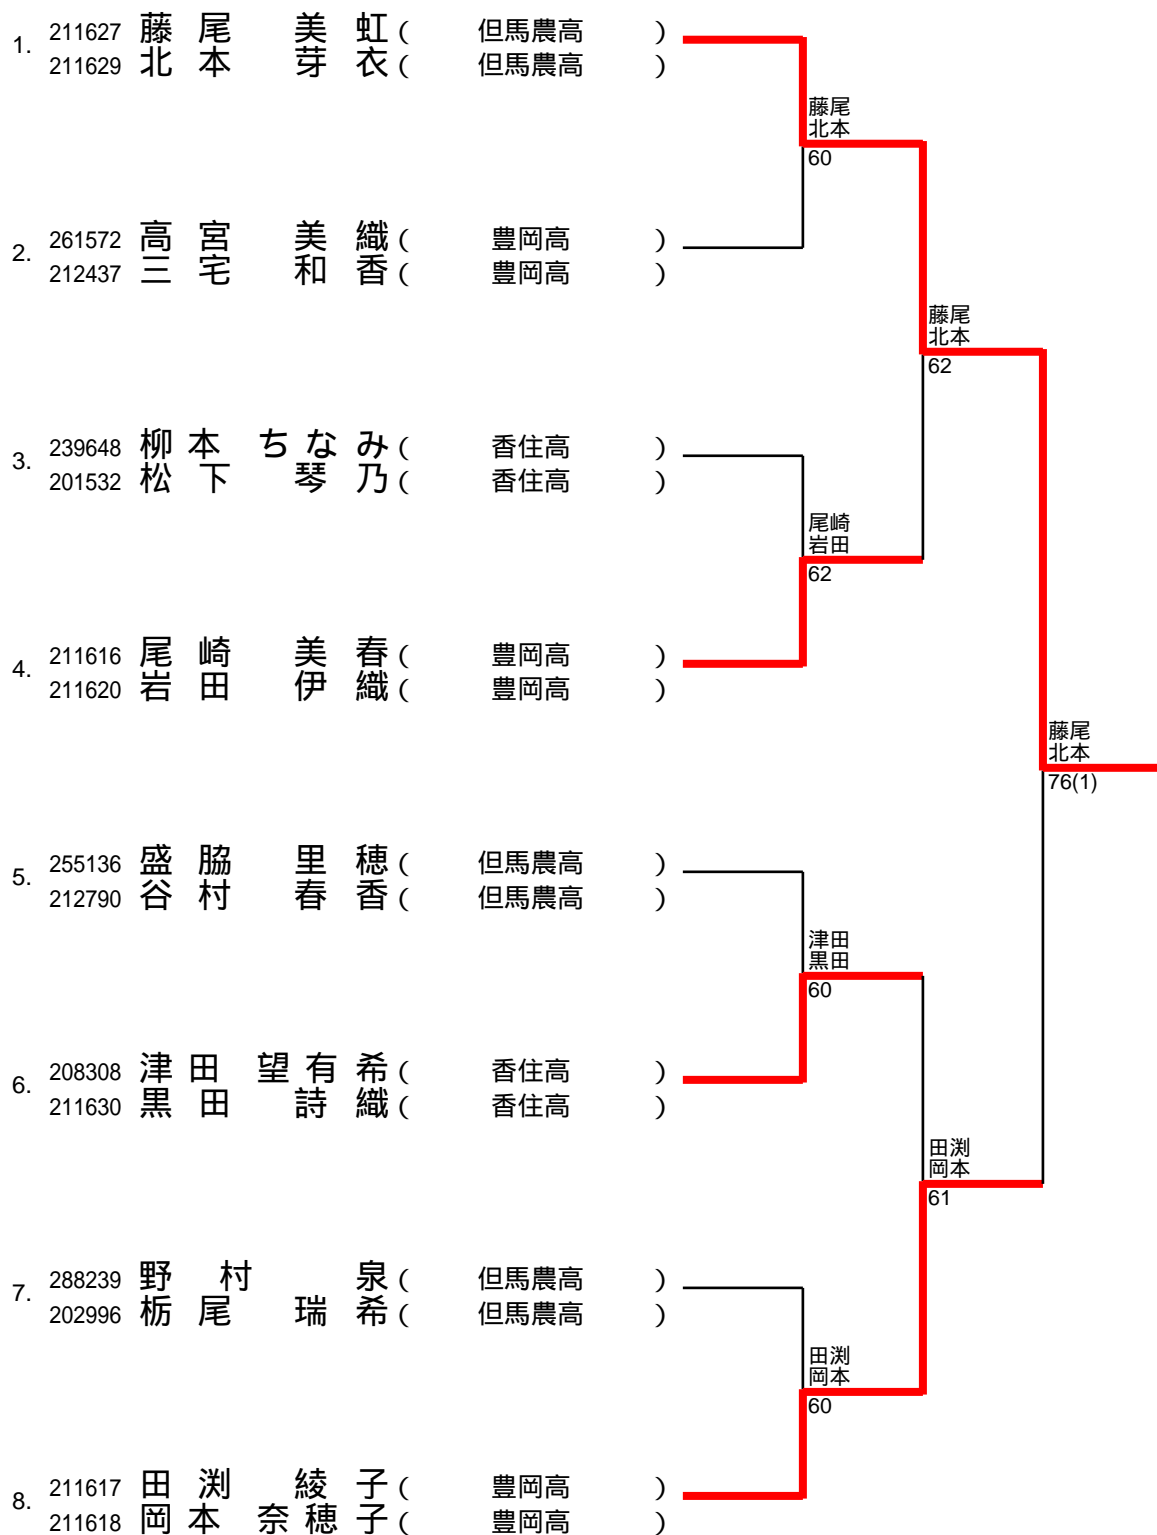 1. 211627 藤尾 美虹 ( 但馬農高 )
211629 北本 芽衣 ( 但馬農高 )
藤尾
北本
60
2. 261572 高宮 美織 ( 豊岡高 )
212437 三宅 和香 ( 豊岡高 )
藤尾
北本
62
3. 239648 柳本 ちなみ ( 香住高 )
201532 松下 琴乃 ( 香住高 )
尾崎
岩田
62
4. 211616 尾崎 美春 ( 豊岡高 )
211620 岩田 伊織 ( 豊岡高 )
藤尾
北本
76(1)
5. 255136 盛脇 里穂 ( 但馬農高 )
212790 谷村 春香 ( 但馬農高 )
津田
黒田
60
6. 208308 津田 望有希 ( 香住高 )
211630 黒田 詩織 ( 香住高 )
田渕
岡本
61
7. 288239 野村 泉 ( 但馬農高 )
202996 栃尾 瑞希 ( 但馬農高 )
田渕
岡本
60
8. 211617 田渕 綾子 ( 豊岡高 )
211618 岡本 奈穂子 ( 豊岡高 )